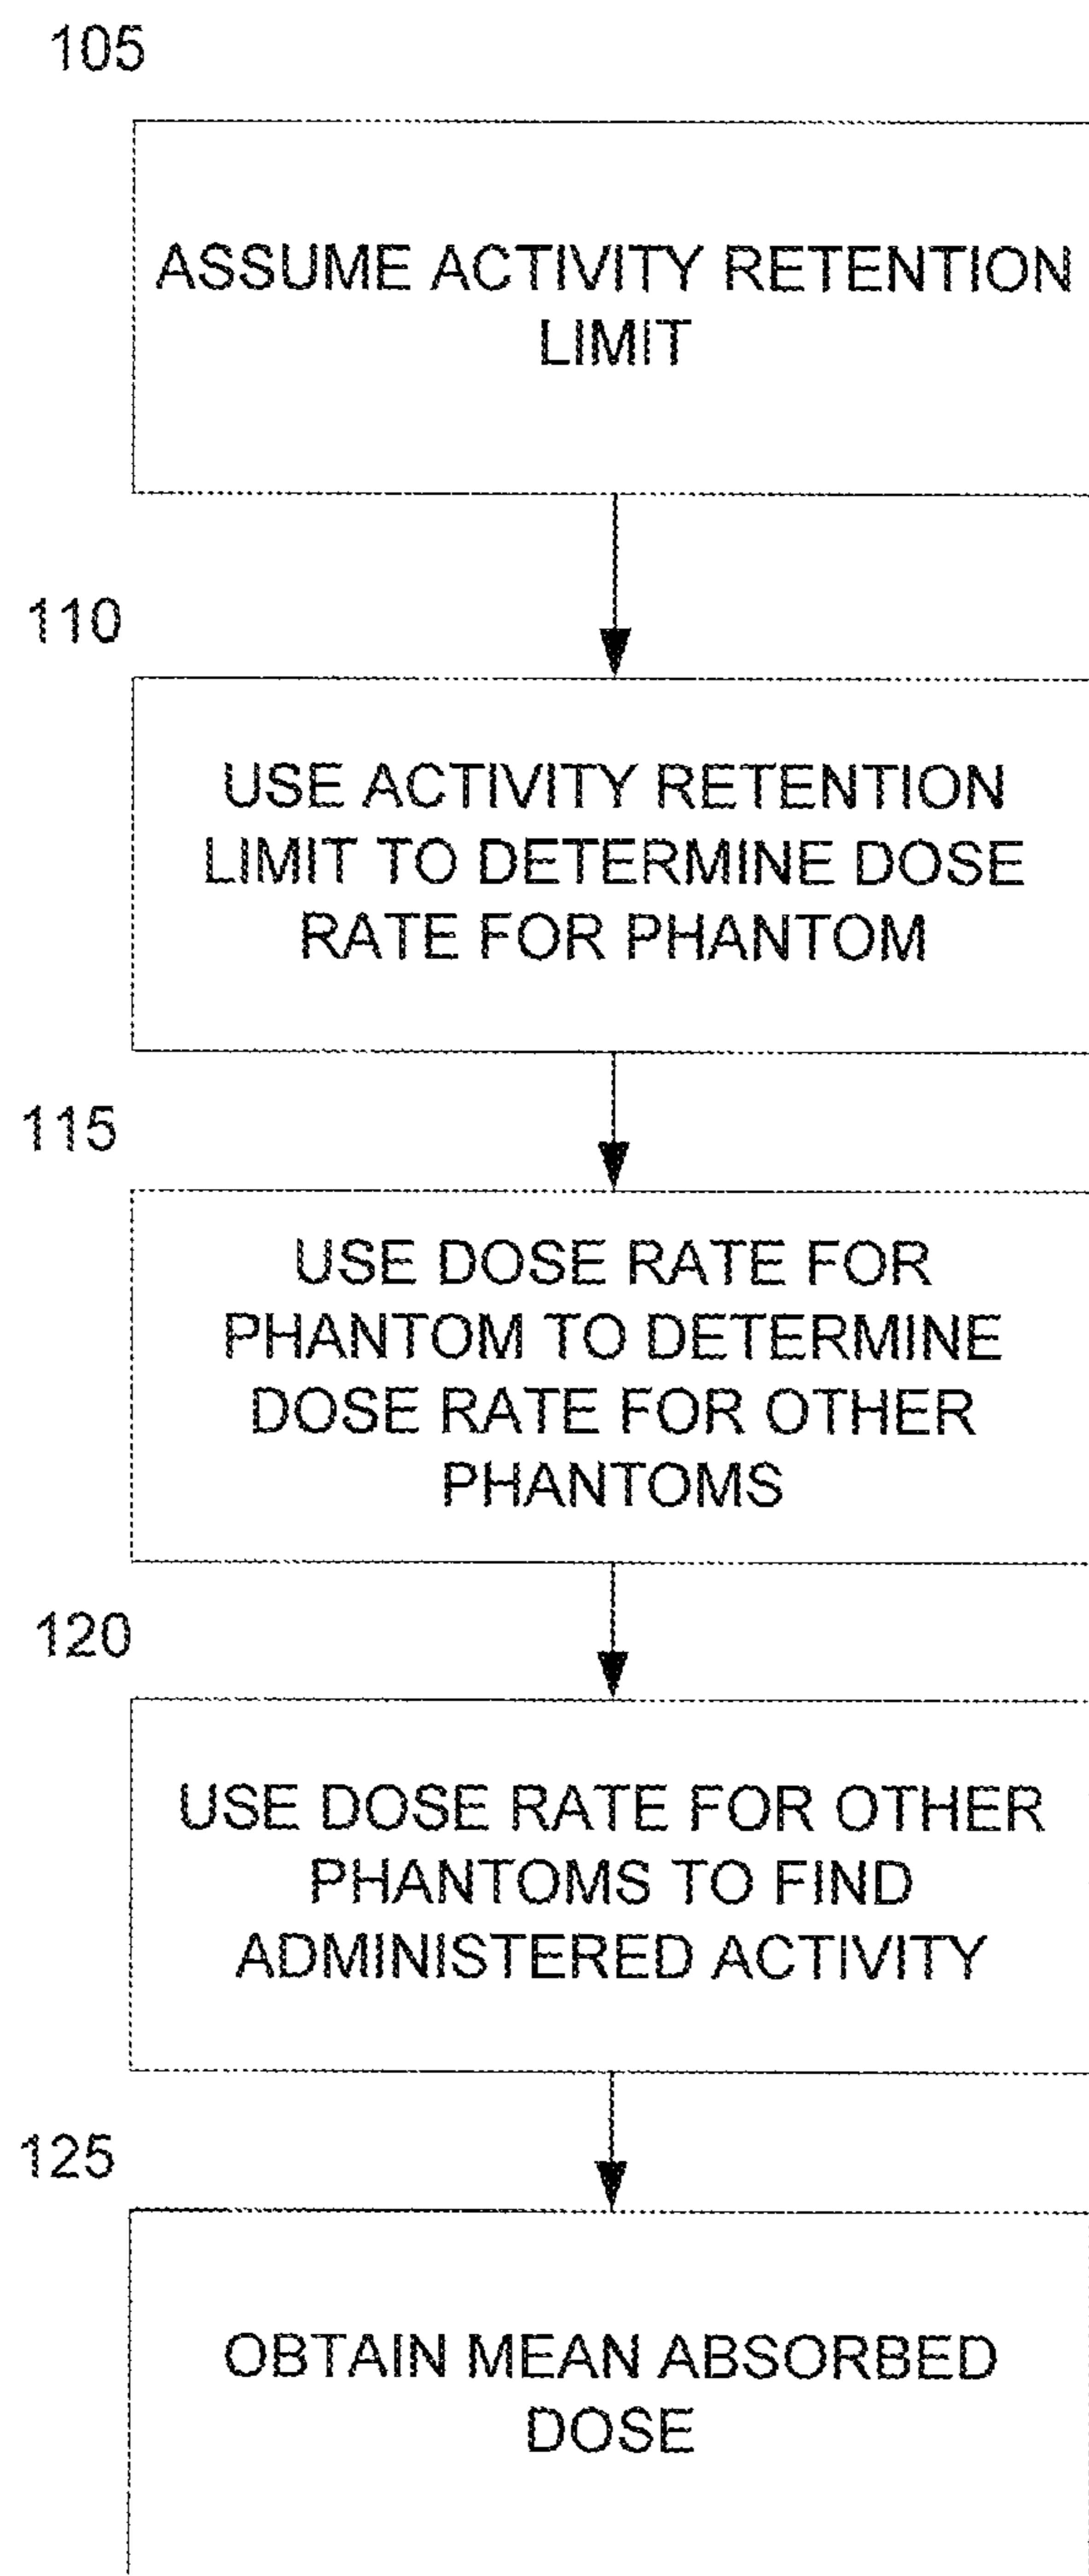 105
ASSUME ACTIVITY RETENTION
LIMIT
110
USE ACTIVITY RETENTION
LIMIT TO DETERMINE DOSE
RATE FOR PHANTOM
115
USE DOSE RATE FOR
PHANTOM TO DETERMINE
DOSE RATE FOR OTHER
PHANTOMS
120
USE DOSE RATE FOR OTHER
PHANTOMS TO FIND
ADMINISTERED ACTIVITY
125
OBTAIN MEAN ABSORBED
DOSE